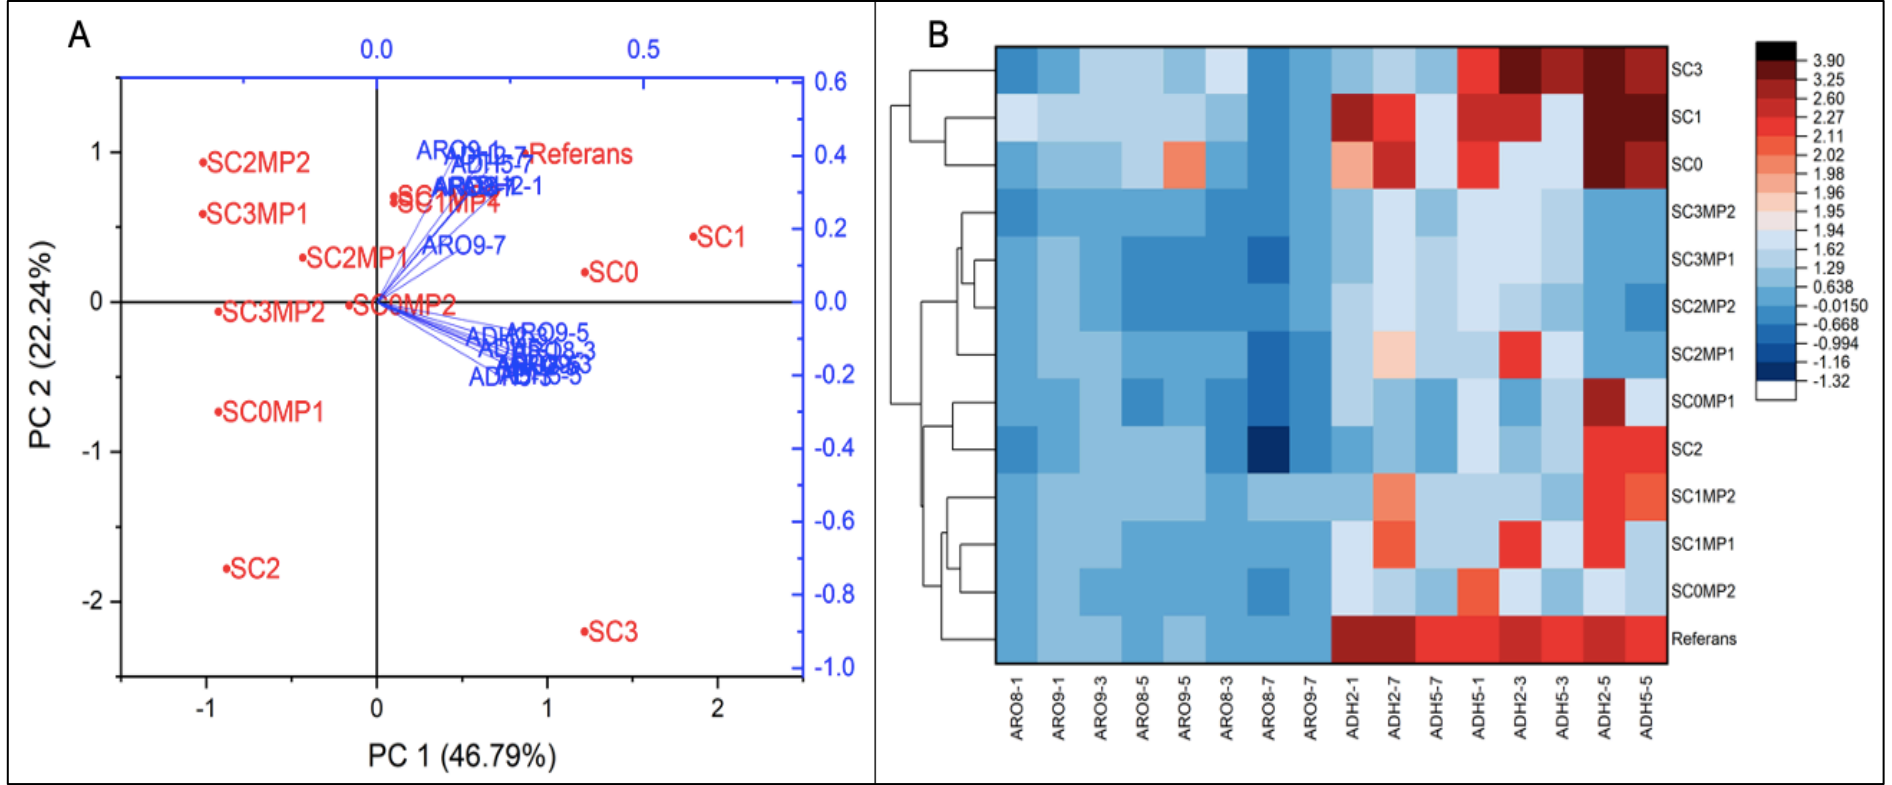 A
0.0 0.5
0.6
0.4
0.2
0.0
-0.2
-0.4
-0.6
-0.8
-1.0
1
0
-1
-2
-1 0 1 2
PC 1 (46.79%)
PC 2 (22.24%)
SC2MP2
Referans
SC3MP1
SC1MP4
SC1
SC2MP1
SC0
SC0MP2
SC3MP2
SC0MP1
SC2
SC3
ARO9-1
ADH5-7
ARO9-7
ARO9-5
B
SC3
SC1
SC0
SC3MP2
SC3MP1
SC2MP2
SC2MP1
SC0MP1
SC2
SC1MP2
SC1MP1
SC0MP2
Referans
ARO8-1
ARO9-1
ARO9-3
ARO8-5
ARO9-5
ARO8-3
ARO8-7
ARO9-7
ADH2-1
ADH2-7
ADH5-7
ADH5-1
ADH2-3
ADH5-3
ADH2-5
ADH5-5
3.90
3.25
2.60
2.27
2.11
2.02
1.98
1.96
1.95
1.94
1.62
1.29
0.638
-0.0150
-0.668
-0.994
-1.16
-1.32